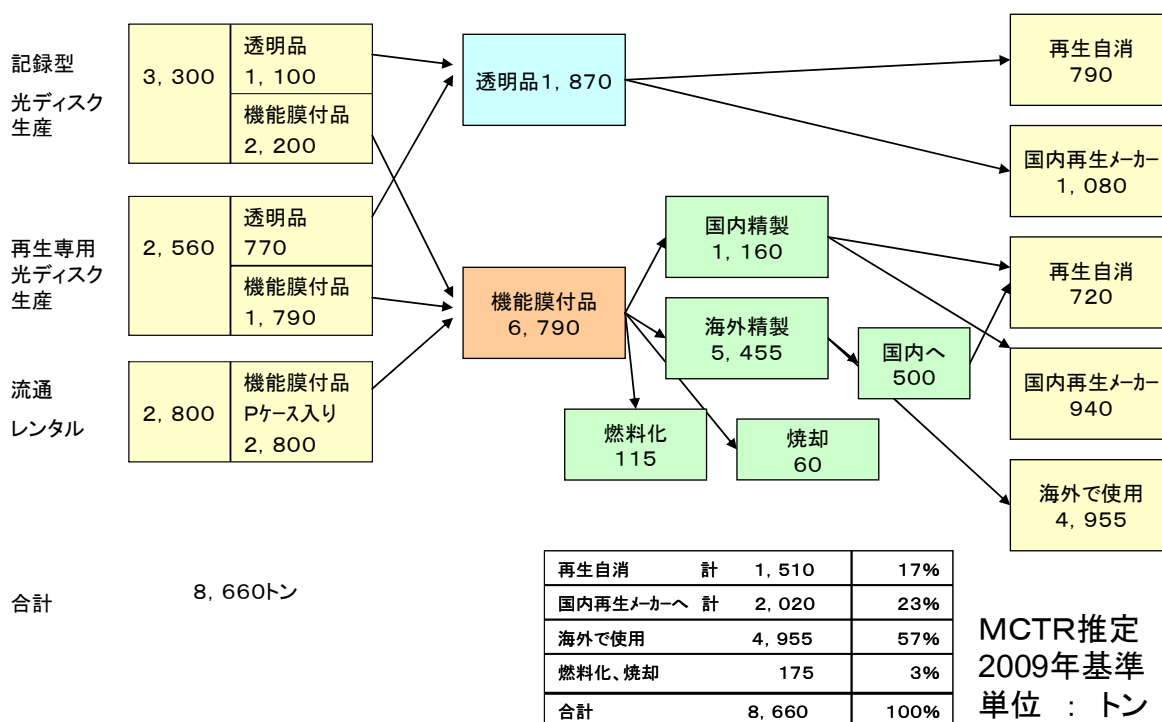 記録型
光ディスク
生産
3,300
透明品
1,100
機能膜付品
2,200
再生専用
光ディスク
生産
2,560
透明品
770
機能膜付品
1,790
流通
レンタル
2,800
機能膜付品
Pケース入り
2,800
透明品1,870
機能膜付品
6,790
国内精製
1,160
海外精製
5,455
国内へ
500
燃料化
115
焼却
60
再生自消
790
国内再生メーカー
1,080
再生自消
720
国内再生メーカー
940
海外で使用
4,955
合計
8,660トン
再生自消 計 1,510 17%
国内再生メーカーへ 計 2,020 23%
海外で使用 4,955 57%
燃料化、焼却 175 3%
合計 8,660 100%
MCTR推定
2009年基準
単位 : トン